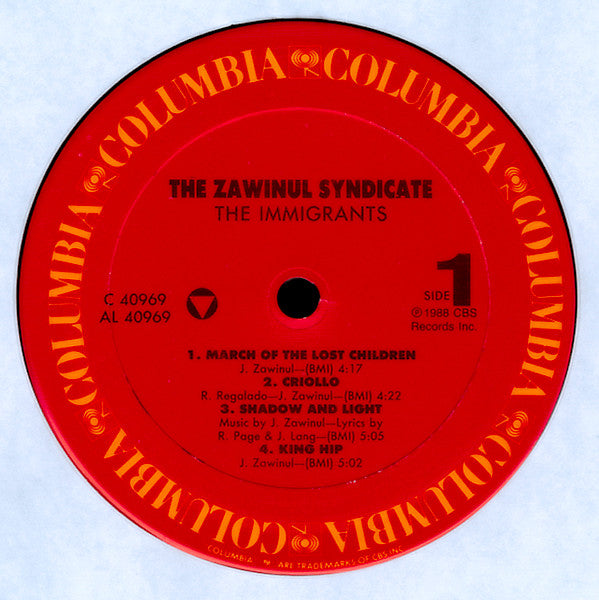 COLUMBIA COLUMBIA COLUMBIA COLUMBIA COLUMBIA COLUMBIA COLUMBIA COLUMBIA
THE ZAWINUL SYNDICATE
THE IMMIGRANTS
C 40969
AL 40969
SIDE 1
℗ 1988 CBS
Records Inc.
1. MARCH OF THE LOST CHILDREN
J. Zawinul—(BMI) 4:17
2. CRIOLLO
R. Regalado—J. Zawinul—(BMI) 4:22
3. SHADOW AND LIGHT
Music by J. Zawinul—Lyrics by
R. Page & J. Lang—(BMI) 5:05
4. KING HIP
J. Zawinul—(BMI) 5:02
COLUMBIA ARE TRADEMARKS OF CBS INC.